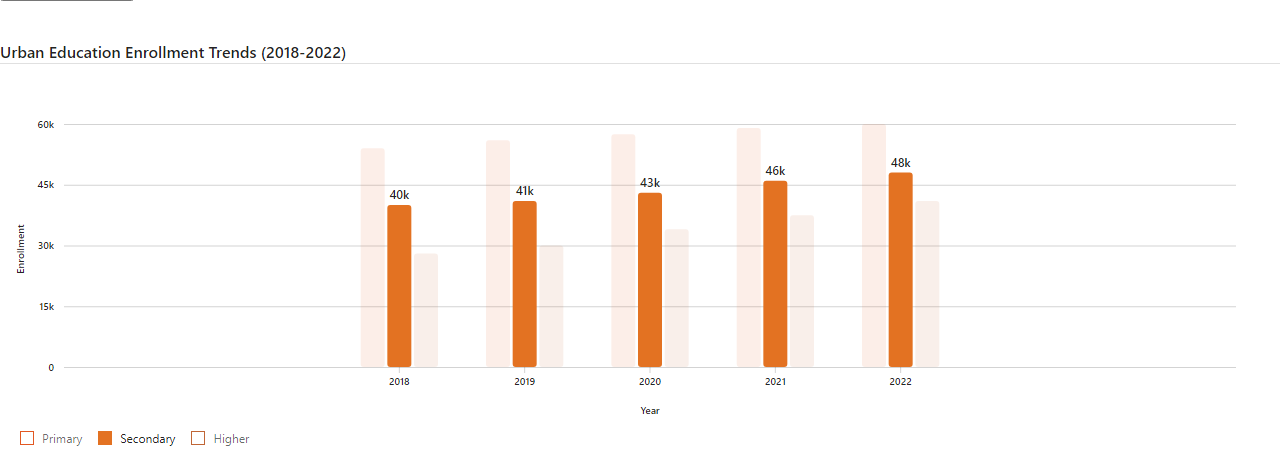 Urban Education Enrollment Trends (2018-2022)
60k
45k
30k
15k
0
Enrollment
40k
41k
43k
46k
48k
2018
2019
2020
2021
2022
Year
Primary
Secondary
Higher